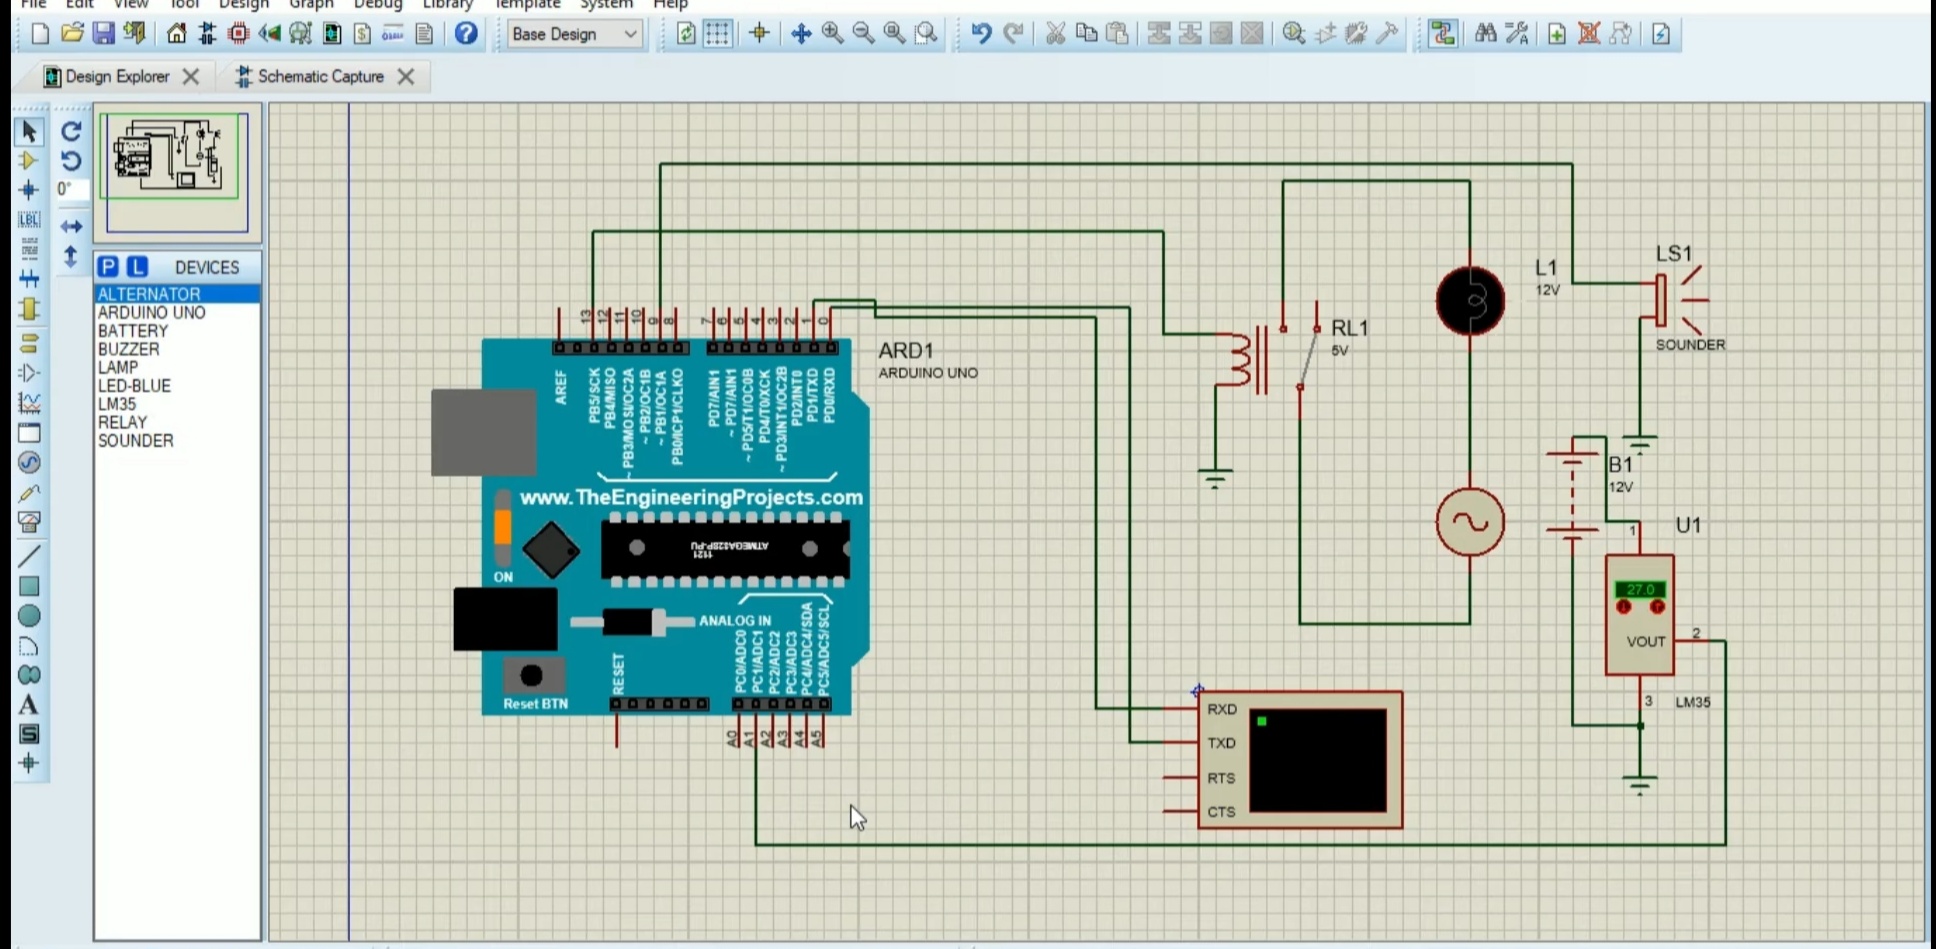 File Edit View Tool Design Graph Debug Library Template System Help
Base Design
Design Explorer
Schematic Capture
0°
LBL
P L DEVICES
ALTERNATOR
ARDUINO UNO
BATTERY
BUZZER
LAMP
LED-BLUE
LM35
RELAY
SOUNDER
A
S
13
12
11
10
9
8
7
6
5
4
3
2
1
0
AREF
PB5/SCK
PB4/MISO
~ PB3/MOSI/OC2A
~ PB2/OC1B
~ PB1/OC1A
PB0/ICP1/CLKO
PD7/AIN1
~ PD7/AIN1
~ PD5/T1/OC0B
PD4/T0/XCK
~ PD3/INT1/OC2B
PD2/INT0
PD1/TXD
PD0/RXD
ARD1
ARDUINO UNO
www.TheEngineeringProjects.com
ATMEGA328P-PU
1121
ON
ANALOG IN
RESET
Reset BTN
PC0/ADC0
PC1/ADC1
PC2/ADC2
PC3/ADC3
PC4/ADC4/SDA
PC5/ADC5/SCL
A0
A1
A2
A3
A4
A5
RL1
5V
L1
12V
LS1
SOUNDER
B1
12V
U1
1
27.0
VOUT
2
3
LM35
RXD
TXD
RTS
CTS